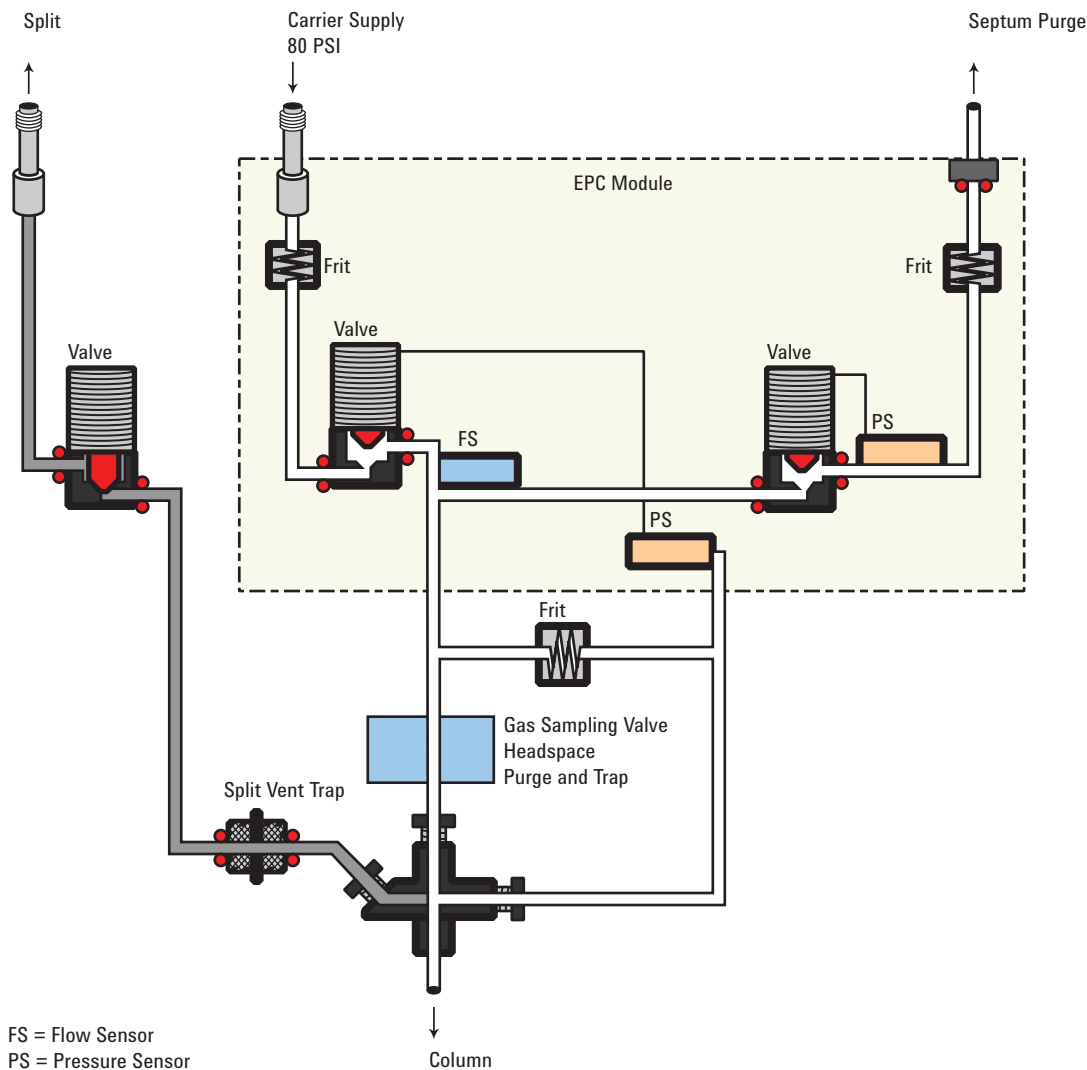 Split
Carrier Supply
80 PSI
Septum Purge
EPC Module
Frit
Frit
Valve
Valve
Valve
FS
PS
PS
Frit
Gas Sampling Valve
Headspace
Purge and Trap
Split Vent Trap
FS = Flow Sensor
PS = Pressure Sensor
Column